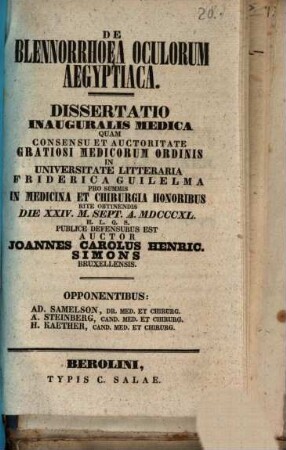 DE
BLENNORRHOEA OCULORUM
AEGYPTIACA.
DISSERTATIO
INAUGURALIS MEDICA
QUAM
CONSENSU ET AUCTORITATE
GRATIOSI MEDICORUM ORDINIS
IN
UNIVERSITATE LITTERARIA
FRIDERICA GUILELMA
PRO SUMMIS
IN MEDICINA ET CHIRURGIA HONORIBUS
RITE OBTINENDIS
DIE XXIV. M. SEPT. A. MDCCCXL.
H. L. Q. S.
PUBLICE DEFENSURUS EST
AUCTOR
JOANNES CAROLUS HENRIC.
SIMONS
BRUXELLENSIS.
OPPONENTIBUS:
AD. SAMELSON, DR. MED. ET CHIRURG.
A. STEINBERG, CAND. MED. ET CHIRURG.
H. KAETHER, CAND. MED. ET CHIRURG.
BEROLINI,
TYPIS C. SALAE.